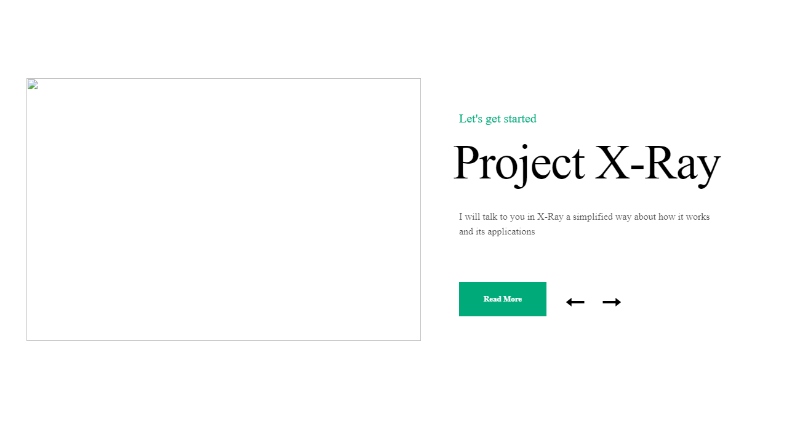 Let's get started
Project X-Ray
I will talk to you in X-Ray a simplified way about how it works
and its applications
Read More